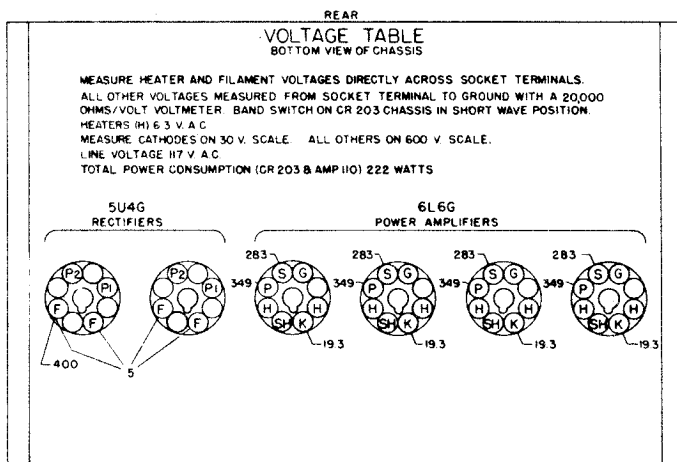 REAR
VOLTAGE TABLE
BOTTOM VIEW OF CHASSIS
MEASURE HEATER AND FILAMENT VOLTAGES DIRECTLY ACROSS SOCKET TERMINALS.
ALL OTHER VOLTAGES MEASURED FROM SOCKET TERMINAL TO GROUND WITH A 20,000
OHMS/VOLT VOLTMETER. BAND SWITCH ON CR 203 CHASSIS IN SHORT WAVE POSITION.
HEATERS (H) 6.3 V. A.C.
MEASURE CATHODES ON 30 V. SCALE. ALL OTHERS ON 600 V. SCALE.
LINE VOLTAGE 117 V. A.C.
TOTAL POWER CONSUMPTION (CR 203 & AMP 110) 222 WATTS
5U4G 6L6G
RECTIFIERS POWER AMPLIFIERS
283 283 283
P2 P2 S G S G S G S G
349 349 349
P1 P1 P P P P
F F H H H H H H H H
F F SH K SH K SH K SH K
400 5 19.3 19.3 19.3 19.3